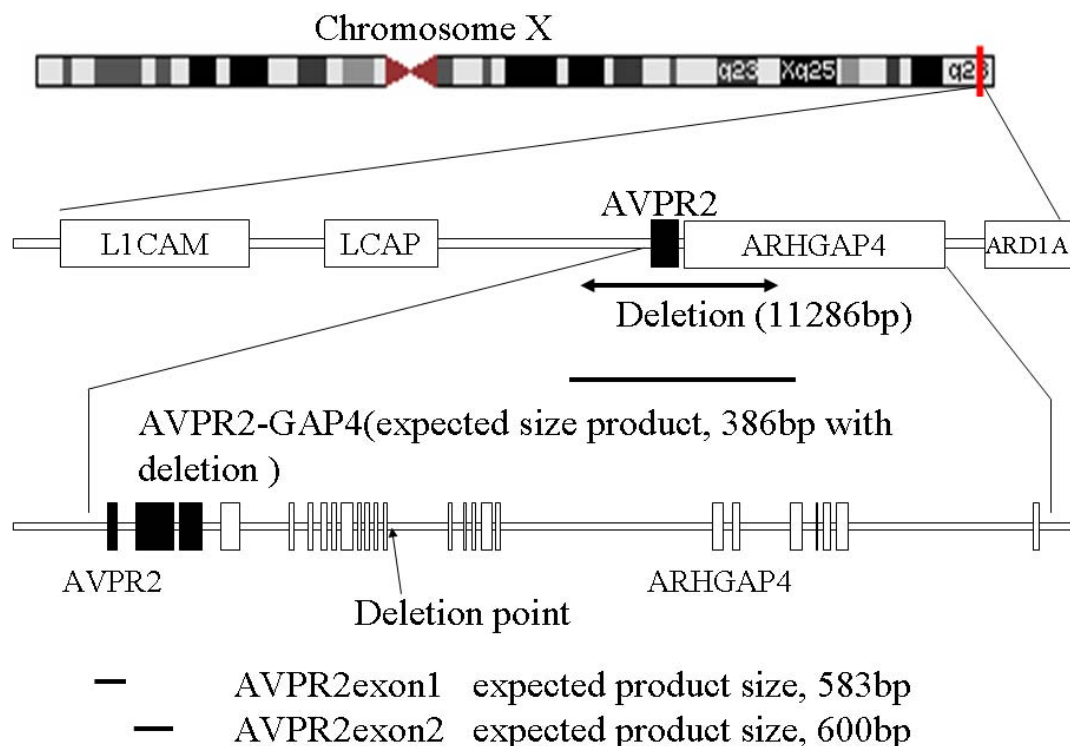 Chromosome X
q23 Xq25 q28
AVPR2
L1CAM LCAP ARHGAP4 ARD1A
Deletion (11286bp)
AVPR2-GAP4(expected size product, 386bp with
deletion )
AVPR2 ARHGAP4
Deletion point
AVPR2exon1 expected product size, 583bp
AVPR2exon2 expected product size, 600bp